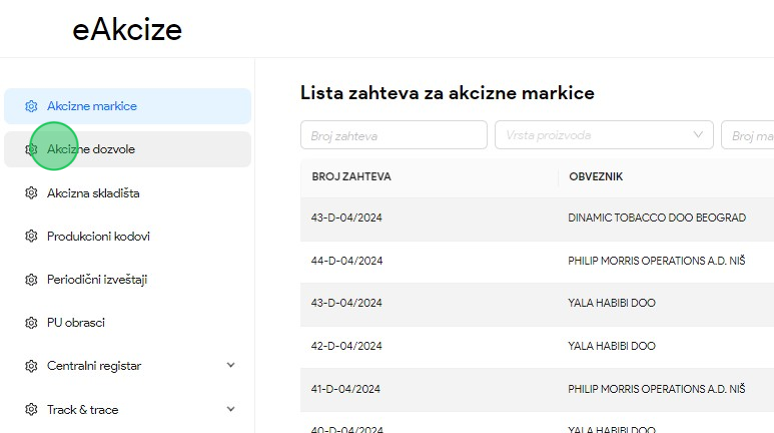 eAkcize
Akcizne markice
Akcizne dozvole
Akcizna skladišta
Produkcioni kodovi
Periodični izveštaji
PU obrasci
Centralni registar
Track & trace
Lista zahteva za akcizne markice
Broj zahteva
Vrsta proizvoda
Broj ma
BROJ ZAHTEVA OBVEZNIK
43-D-04/2024 DINAMIC TOBACCO DOO BEOGRAD
44-D-04/2024 PHILIP MORRIS OPERATIONS A.D. NIŠ
43-D-04/2024 YALA HABIBI DOO
42-D-04/2024 YALA HABIBI DOO
41-D-04/2024 PHILIP MORRIS OPERATIONS A.D. NIŠ
40-D-04/2024 YALA HABIBI DOO